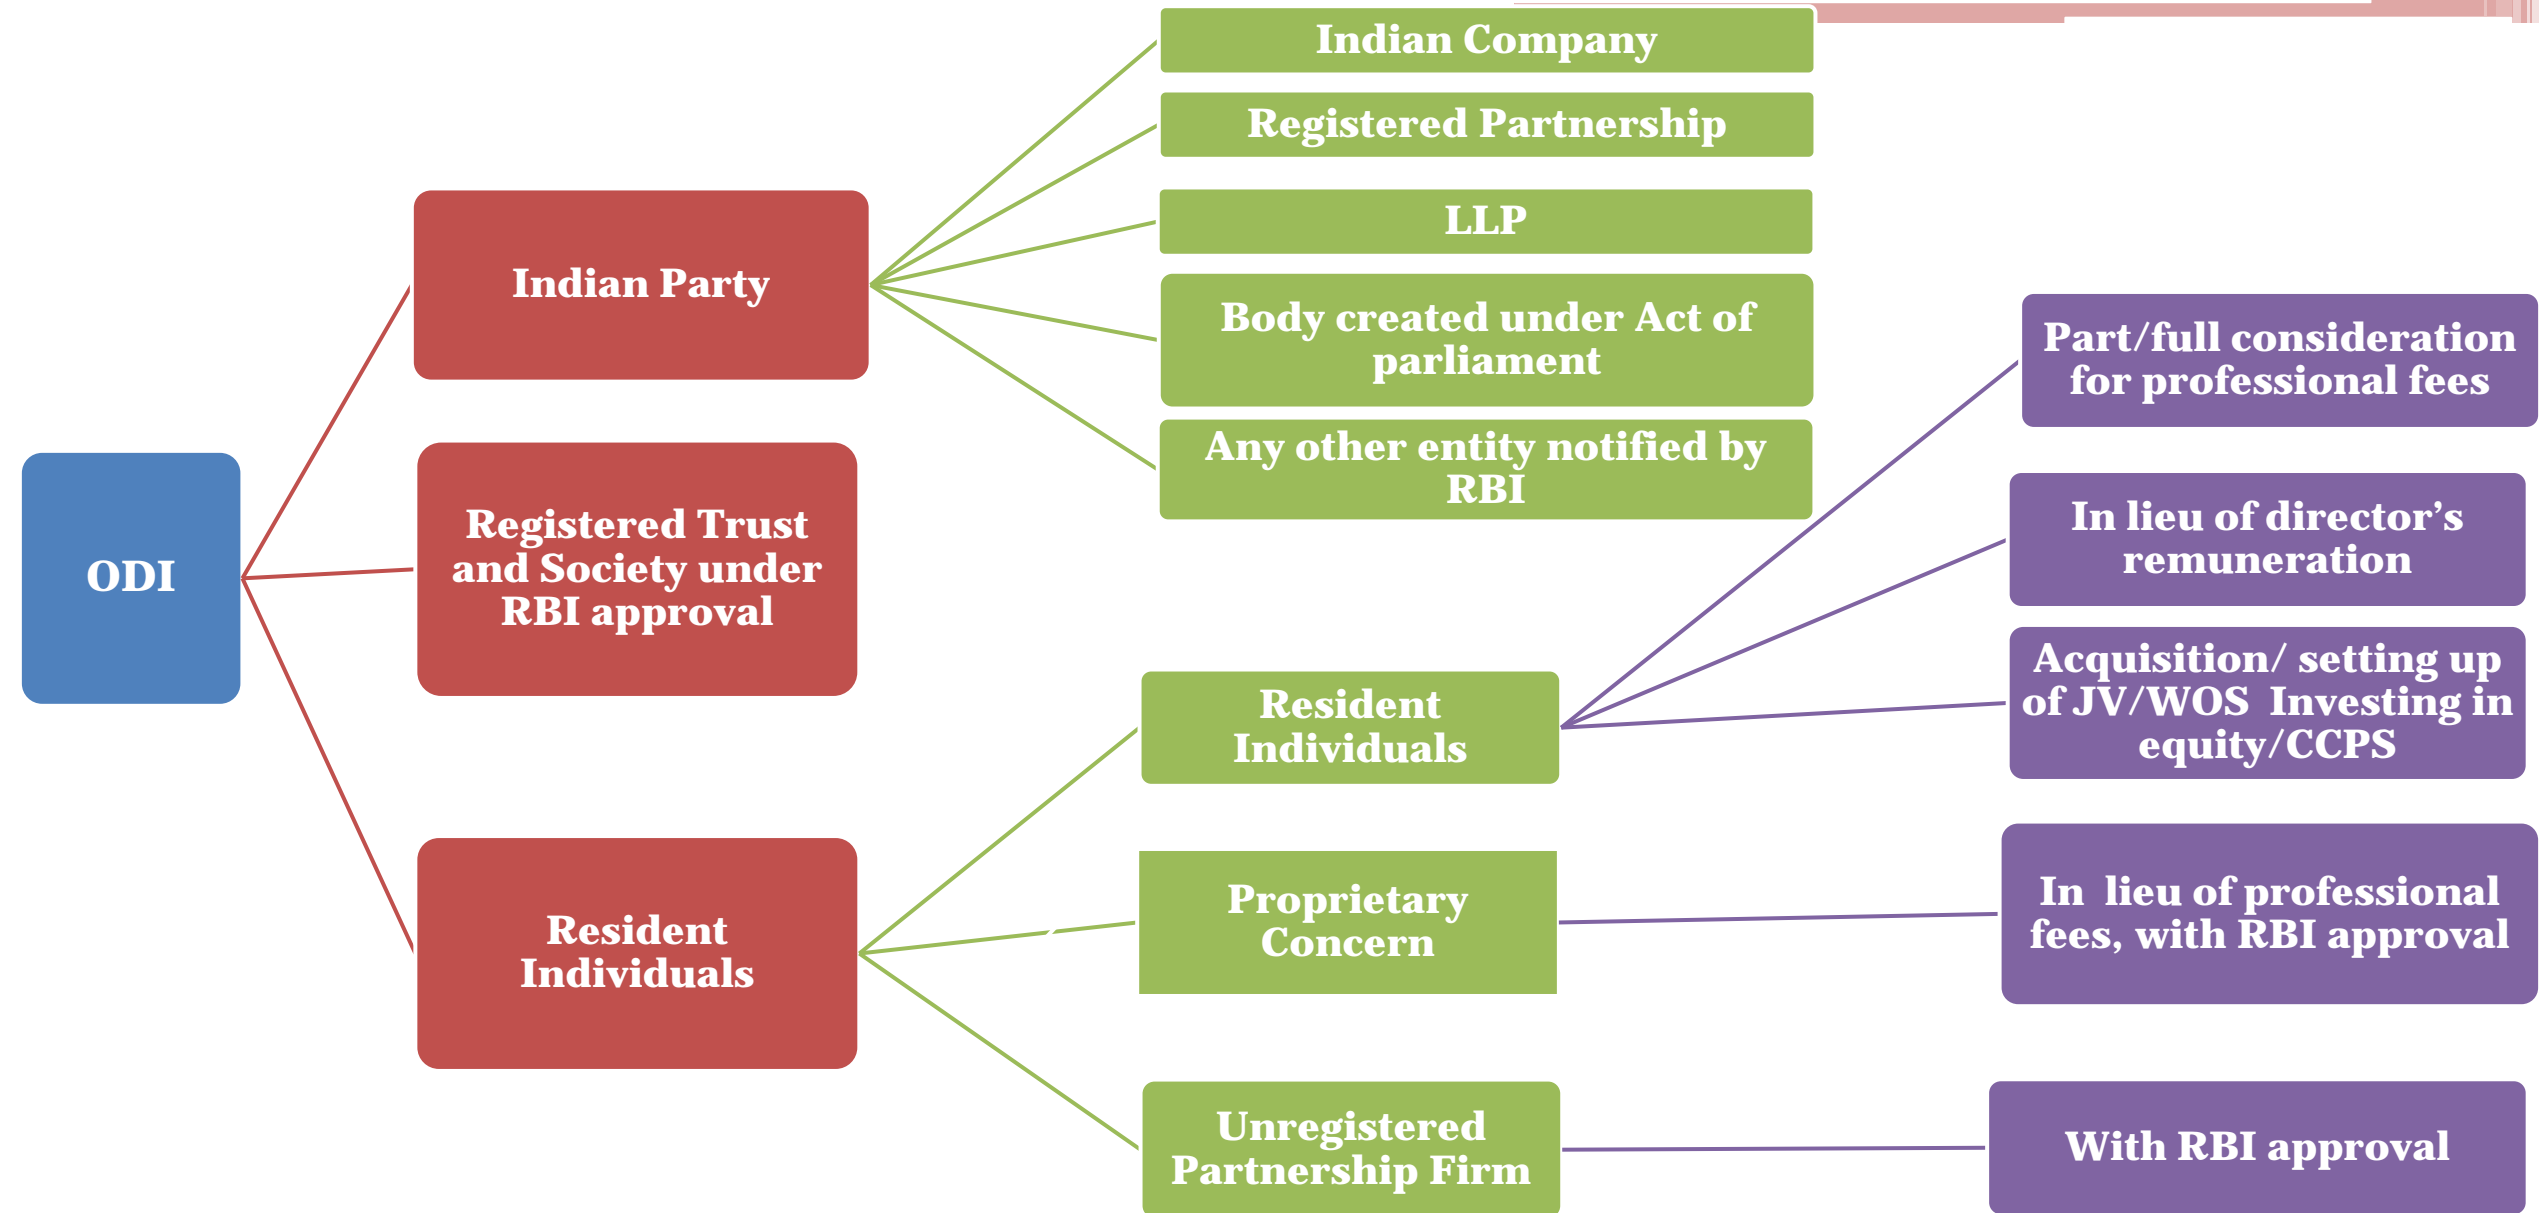 ODI
Indian Party
Registered Trust
and Society under
RBI approval
Resident
Individuals
Indian Company
Registered Partnership
LLP
Body created under Act of
parliament
Any other entity notified by
RBI
Resident
Individuals
Proprietary
Concern
Unregistered
Partnership Firm
Part/full consideration
for professional fees
In lieu of director’s
remuneration
Acquisition/ setting up
of JV/WOS  Investing in
equity/CCPS
In  lieu of professional
fees, with RBI approval
With RBI approval